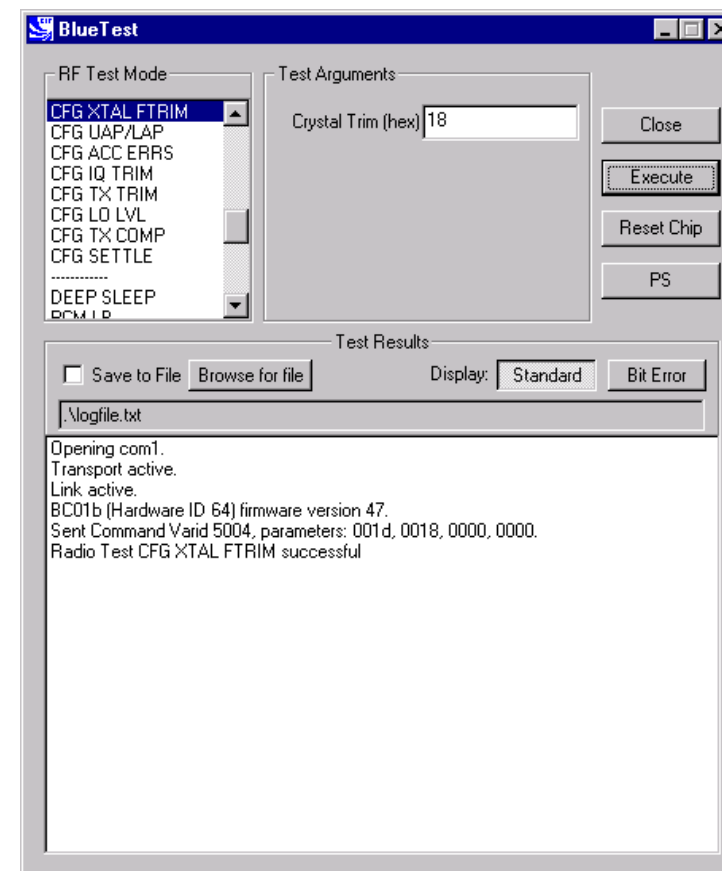 BlueTest
RF Test Mode
CFG XTAL FTRIM
CFG UAP/LAP
CFG ACC ERRS
CFG IQ TRIM
CFG TX TRIM
CFG LO LVL
CFG TX COMP
CFG SETTLE
------------
DEEP SLEEP
Test Arguments
Crystal Trim (hex) 18
Close
Execute
Reset Chip
PS
Test Results
Save to File Browse for file Display: Standard Bit Error
.\logfile.txt
Opening com1.
Transport active.
Link active.
BC01b (Hardware ID 64) firmware version 47.
Sent Command Varid 5004, parameters: 001d, 0018, 0000, 0000.
Radio Test CFG XTAL FTRIM successful